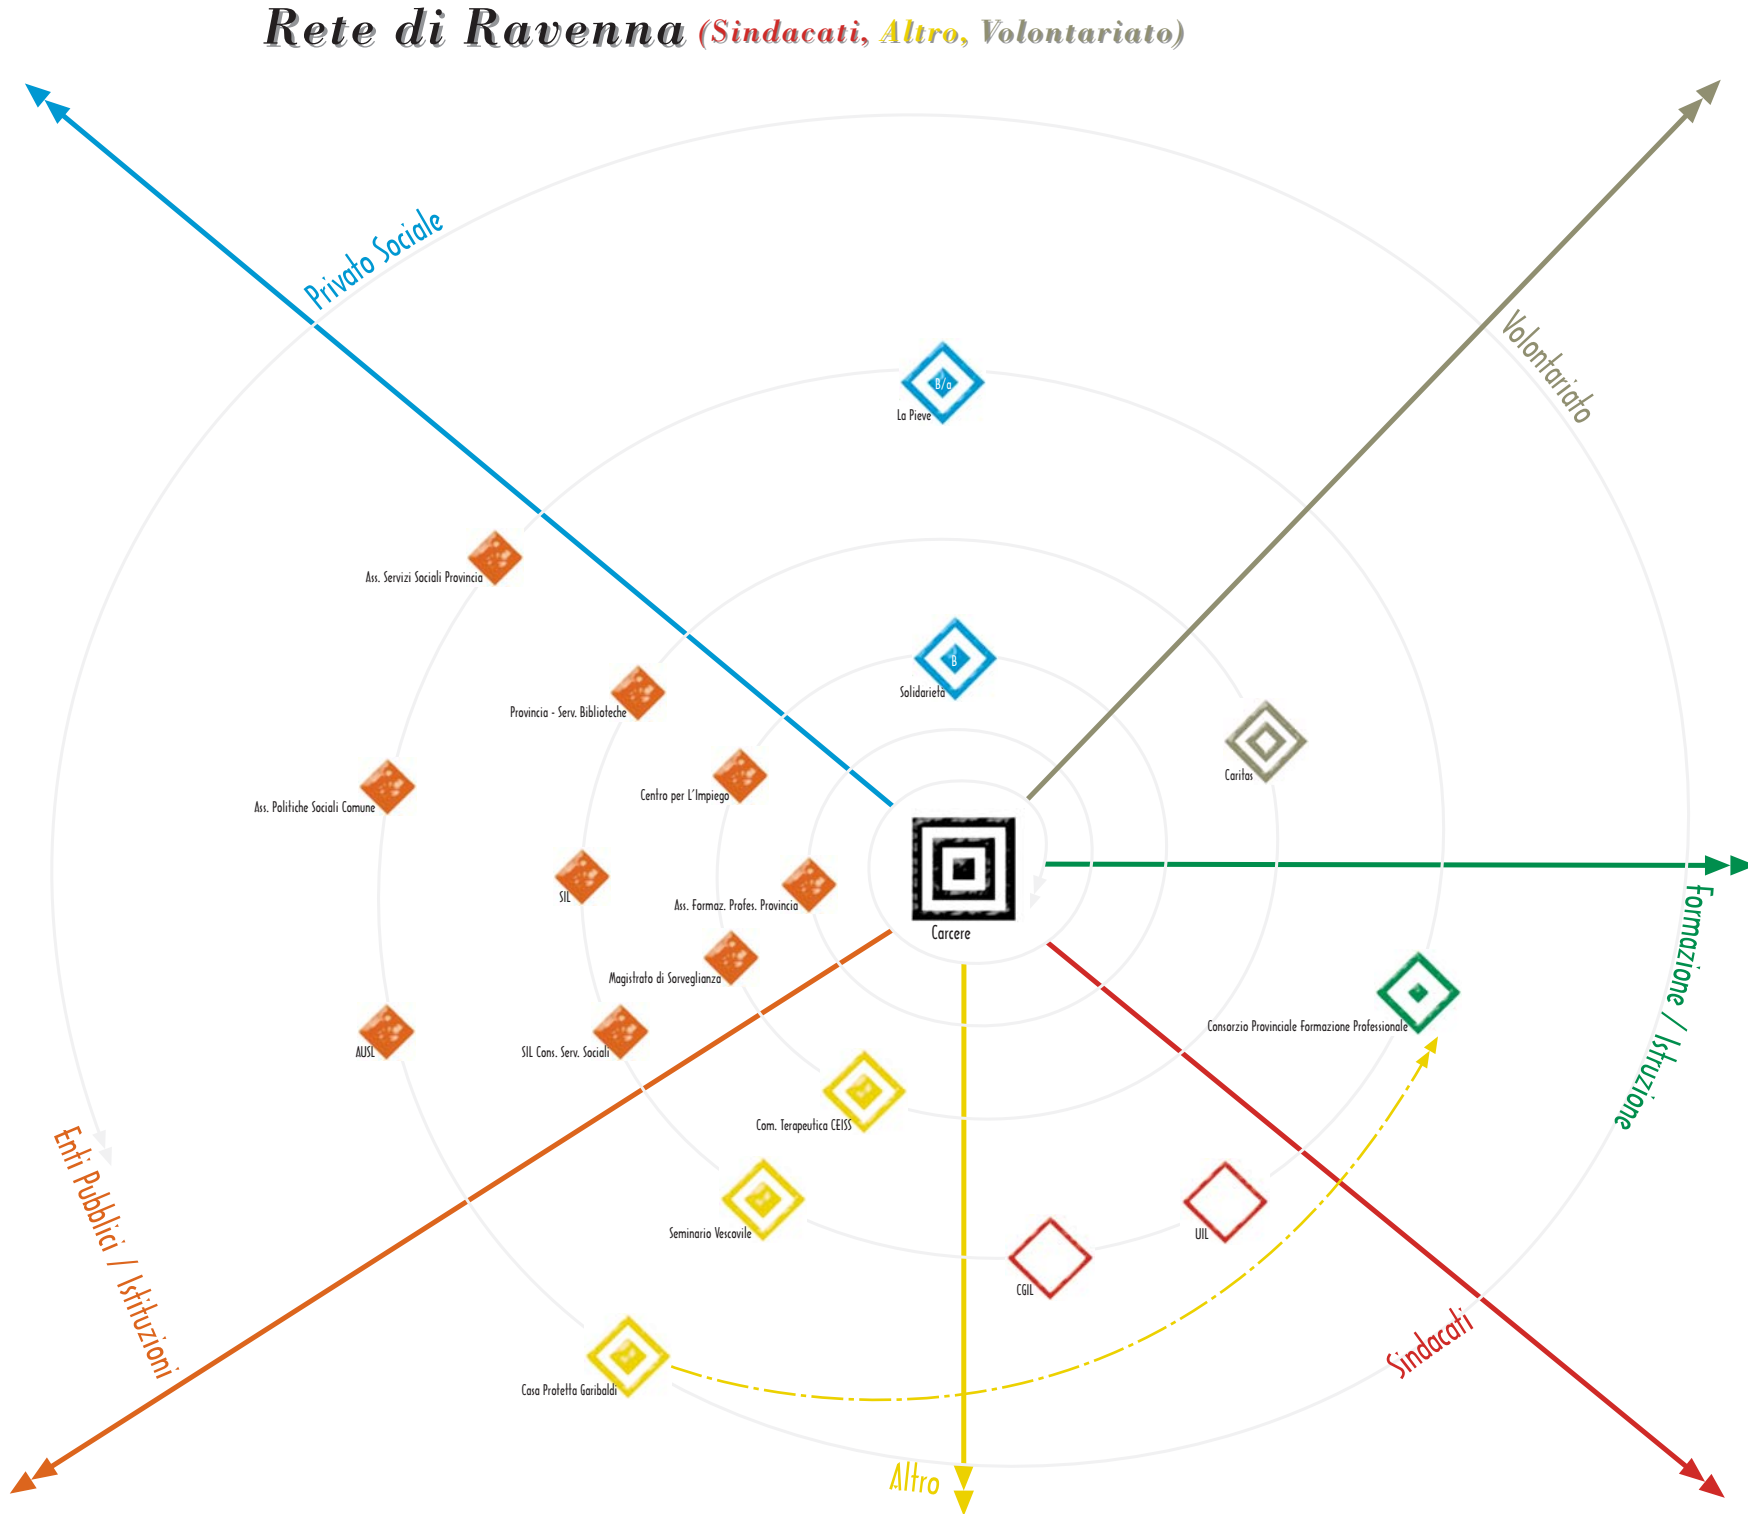 Rete di Ravenna (Sindacati, Altro, Volontariato)
Privato Sociale
Volontariato
B/a
La Pieve
Ass. Servizi Sociali Provincia
B
Solidarietà
Provincia - Serv. Biblioteche
Caritas
Centro per L'Impiego
Ass. Politiche Sociali Comune
SIL
Ass. Formaz. Profes. Provincia
Carcere
Formazione / Istruzione
Magistrato di Sorveglianza
Consorzio Provinciale Formazione Professionale
AUSL
SIL Cons. Serv. Sociali
Com. Terapeutica CEISS
Enti Pubblici / Istituzioni
Seminario Vescovile
UIL
CGIL
Sindacati
Casa Protetta Garibaldi
Altro